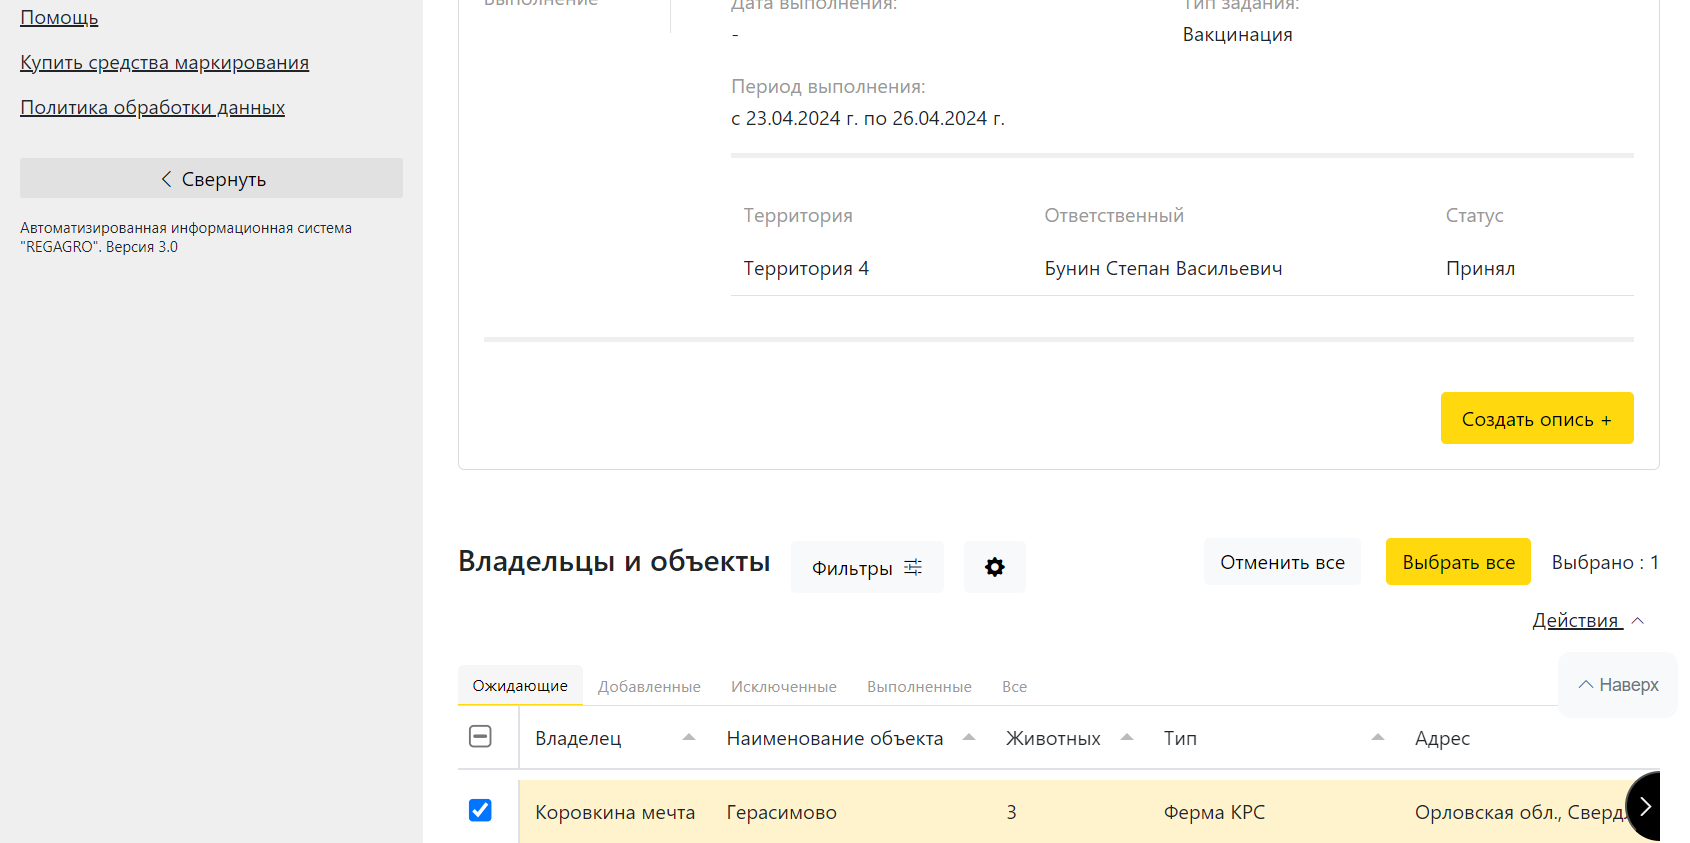 Помощь
Купить средства маркирования
Политика обработки данных
Свернуть
Автоматизированная информационная система
"REGAGRO". Версия 3.0
Выполнение
Дата выполнения:
Тип задания:
-
Вакцинация
Период выполнения:
с 23.04.2024 г. по 26.04.2024 г.
Территория Ответственный Статус
Территория 4 Бунин Степан Васильевич Принял
Создать опись +
Владельцы и объекты Фильтры Отменить все Выбрать все Выбрано : 1
Действия
Наверх
Ожидающие Добавленные Исключенные Выполненные Все
Владелец Наименование объекта Животных Тип Адрес
Коровкина мечта Герасимово 3 Ферма КРС Орловская обл.,